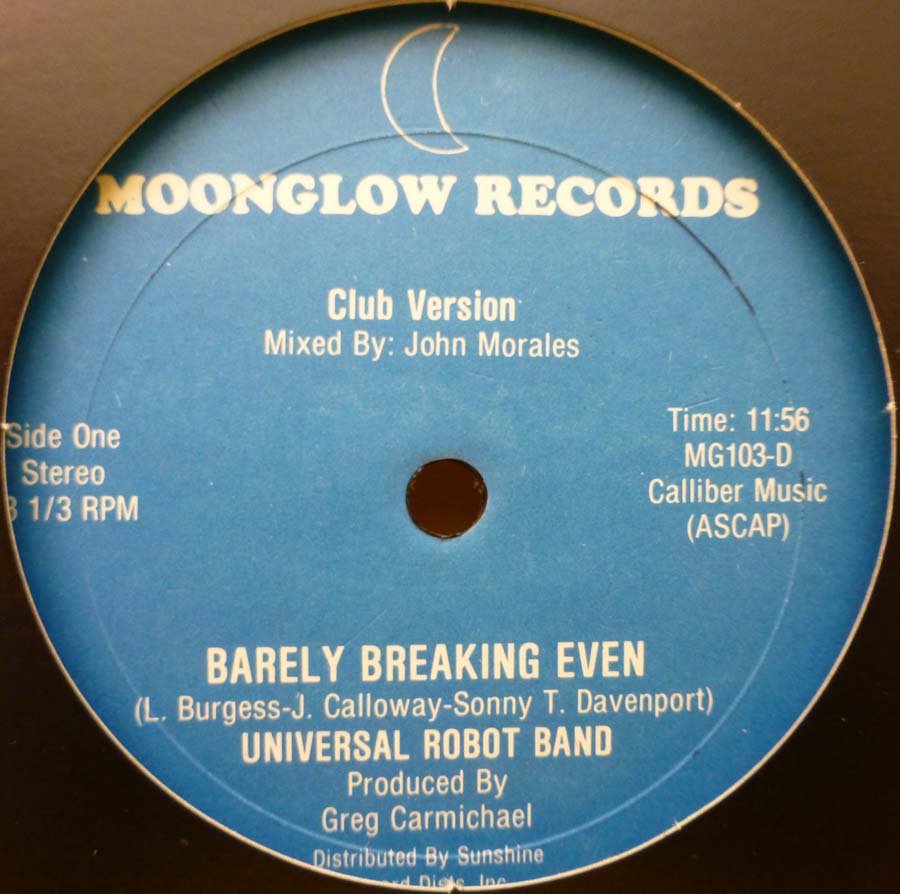 MOONGLOW RECORDS
Club Version
Mixed By: John Morales
Side One
Stereo
3 1/3 RPM
Time: 11:56
MG103-D
Calliber Music
(ASCAP)
BARELY BREAKING EVEN
(L. Burgess-J. Calloway-Sonny T. Davenport)
UNIVERSAL ROBOT BAND
Produced By
Greg Carmichael
Distributed By Sunshine
Inc.